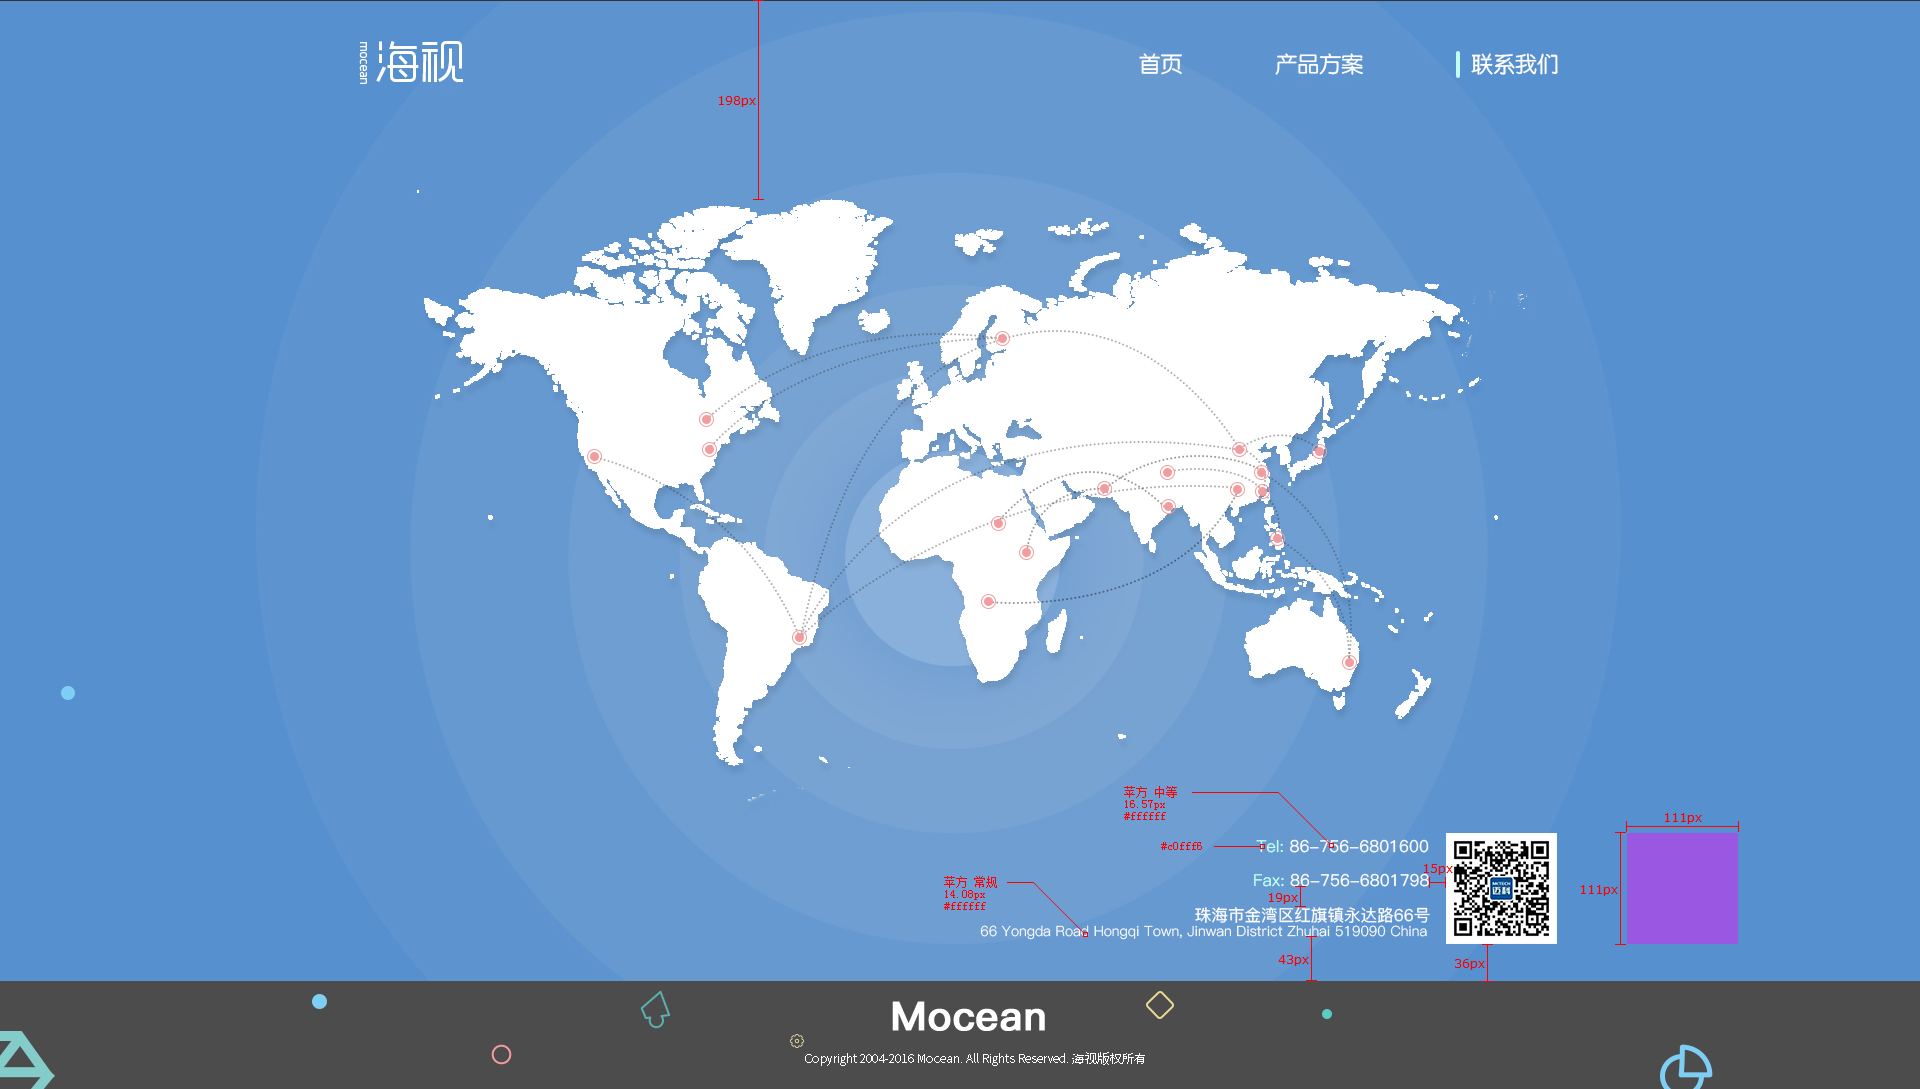 mocean
海视
首页
产品方案
联系我们
198px
苹方 中等
16.57px
#ffffff
#c0fff6
Tel: 86-756-6801600
Fax: 86-756-6801798
15px
19px
苹方 常规
14.08px
#ffffff
珠海市金湾区红旗镇永达路66号
66 Yongda Road Hongqi Town, Jinwan District Zhuhai 519090 China
43px
36px
MKTECH
迈科
111px
111px
Mocean
Copyright 2004-2016 Mocean. All Rights Reserved. 海视版权所有